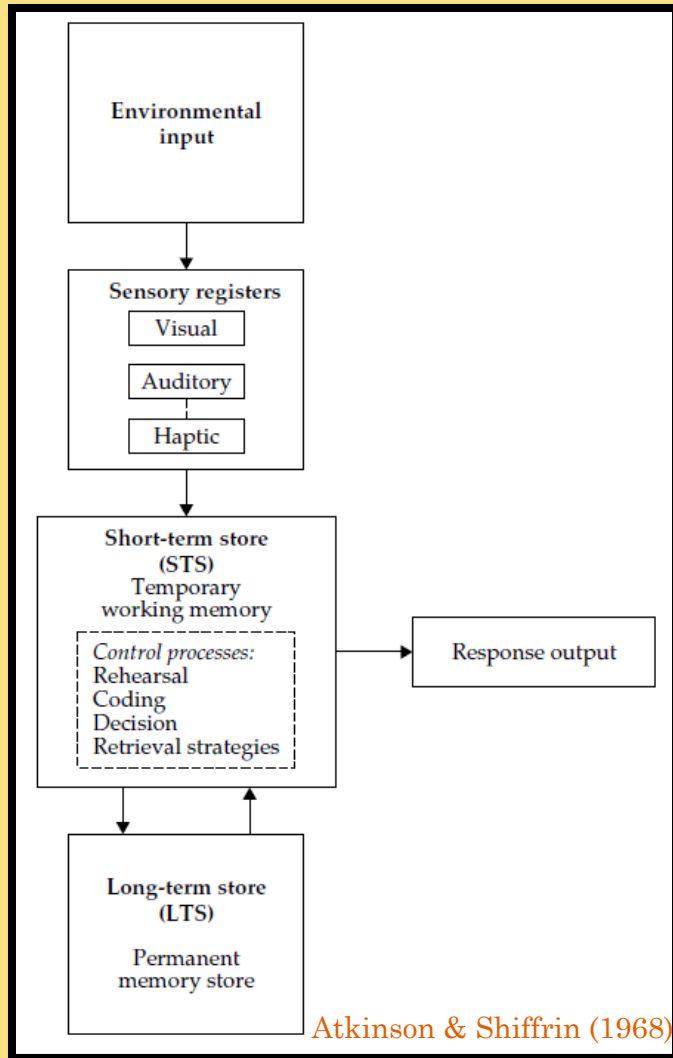 Environmental
input
Sensory registers
Visual
Auditory
Haptic
Short-term store
(STS)
Temporary
working memory
Control processes:
Rehearsal
Coding
Decision
Retrieval strategies
Response output
Long-term store
(LTS)
Permanent
memory store
Atkinson & Shiffrin (1968)